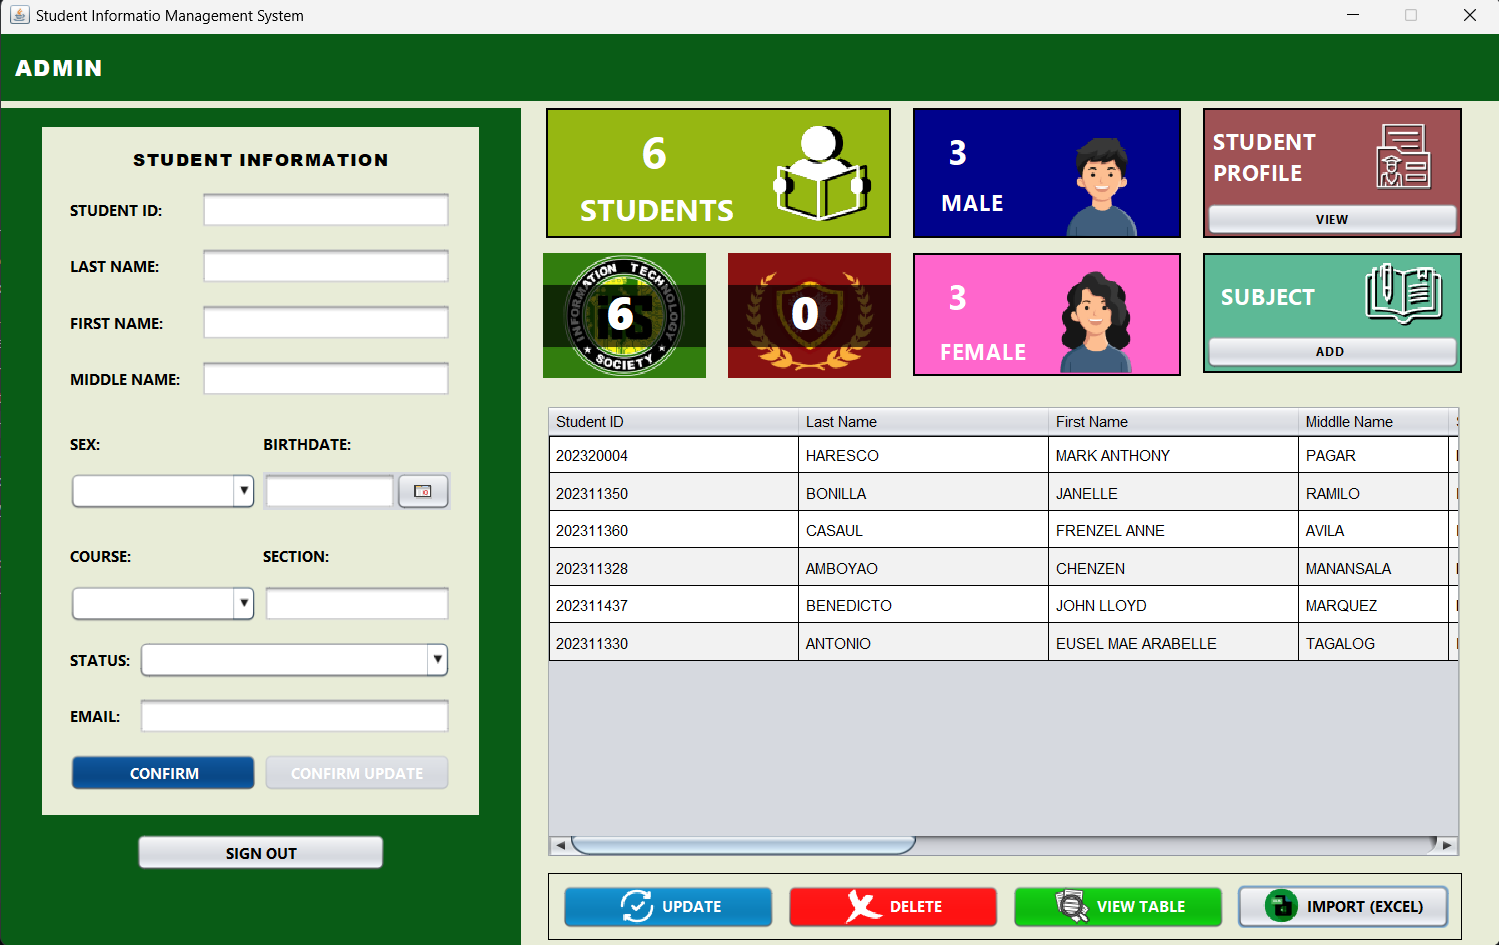 Student Informatio Management System
ADMIN
STUDENT INFORMATION
STUDENT ID:
LAST NAME:
FIRST NAME:
MIDDLE NAME:
SEX:
BIRTHDATE:
COURSE:
SECTION:
STATUS:
EMAIL:
CONFIRM
CONFIRM UPDATE
SIGN OUT
6
STUDENTS
3
MALE
STUDENT
PROFILE
VIEW
INFORMATION TECHNOLOGY
SOCIETY
6
0
3
FEMALE
SUBJECT
ADD
Student ID Last Name First Name Middlle Name
202320004 HARESCO MARK ANTHONY PAGAR
202311350 BONILLA JANELLE RAMILO
202311360 CASAUL FRENZEL ANNE AVILA
202311328 AMBOYAO CHENZEN MANANSALA
202311437 BENEDICTO JOHN LLOYD MARQUEZ
202311330 ANTONIO EUSEL MAE ARABELLE TAGALOG
UPDATE
DELETE
VIEW TABLE
IMPORT (EXCEL)